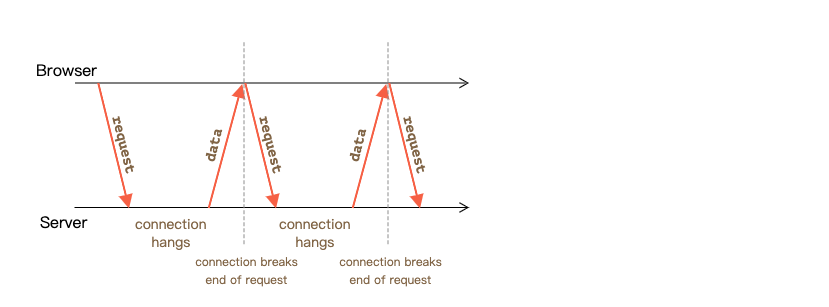 Browser
request
data
request
data
request
Server
connection
hangs
connection
hangs
connection breaks
end of request
connection breaks
end of request